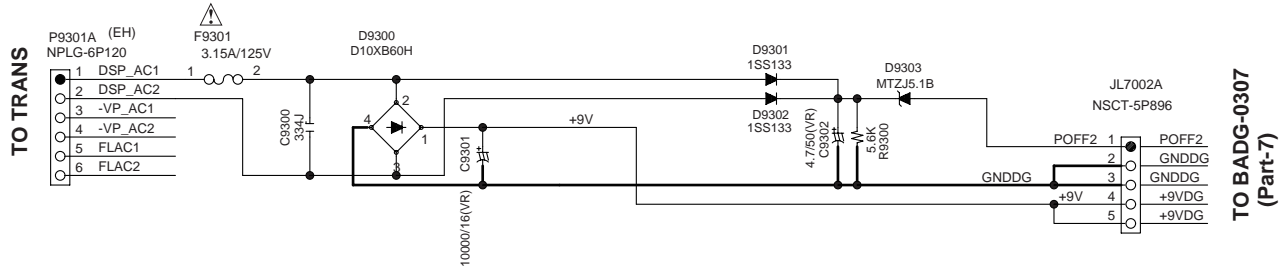 TO TRANS
P9301A (EH)
NPLG-6P120
1 DSP_AC1
2 DSP_AC2
3 -VP_AC1
4 -VP_AC2
5 FLAC1
6 FLAC2
F9301
3.15A/125V
1 2
C9300
334J
D9300
D10XB60H
2
4
1
3
+9V
C9301
10000/16(VR)
D9301
1SS133
D9302
1SS133
4.7/50(VR)
C9302
5.6K
R9300
D9303
MTZJ5.1B
GNDDG
+9V
JL7002A
NSCT-5P896
POFF2 1 POFF2
2 GNDDG
3 GNDDG
4 +9VDG
5 +9VDG
TO BADG-0307
(Part-7)